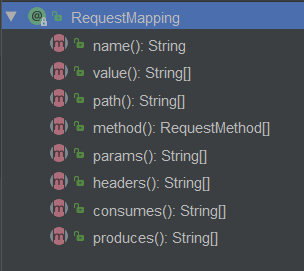 RequestMapping
name(): String
value(): String[]
path(): String[]
method(): RequestMethod[]
params(): String[]
headers(): String[]
consumes(): String[]
produces(): String[]